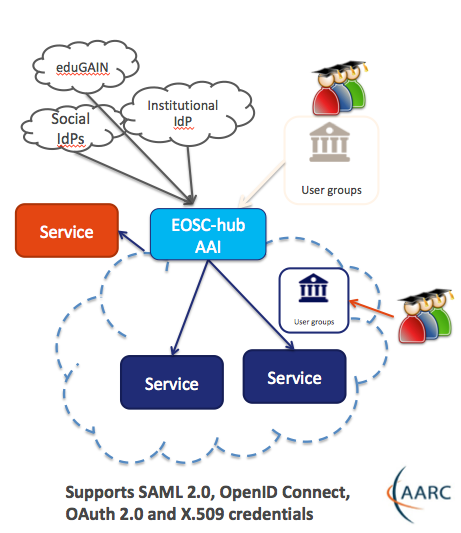 eduGAIN
Social
IdPs
Institutional
IdP
User groups
Service
EOSC-hub
AAI
User groups
Service
Service
Supports SAML 2.0, OpenID Connect,
OAuth 2.0 and X.509 credentials
AARC